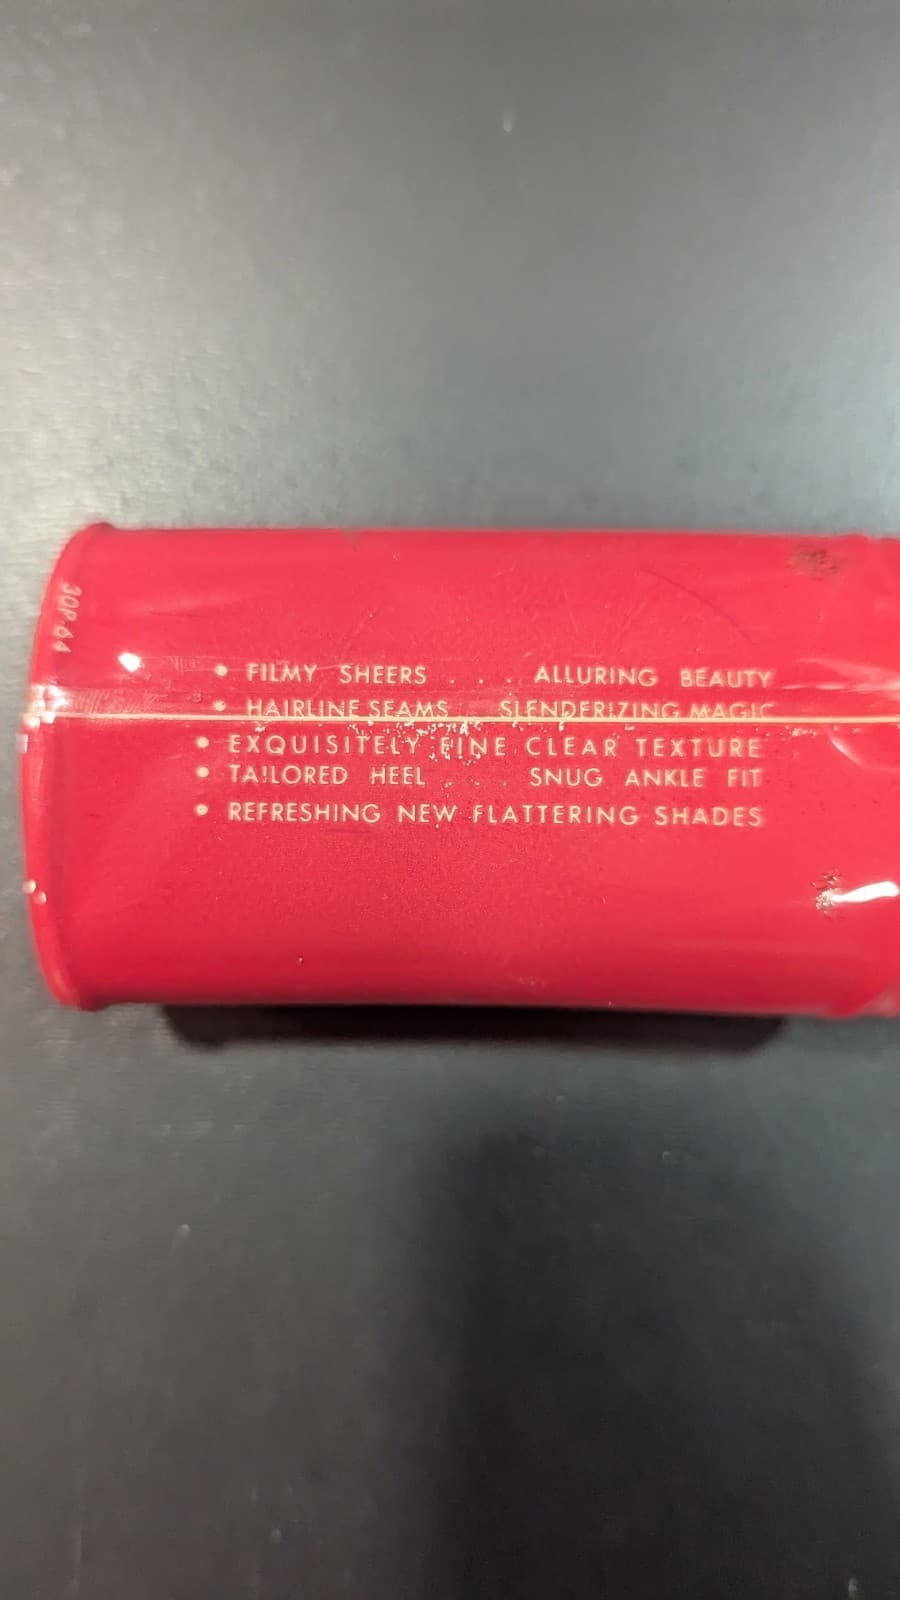 30P-64
• FILMY SHEERS . . . ALLURING BEAUTY
• HAIRLINE SEAMS . . SLENDERIZING MAGIC
• EXQUISITELY FINE CLEAR TEXTURE
• TAILORED HEEL . . . SNUG ANKLE FIT
• REFRESHING NEW FLATTERING SHADES